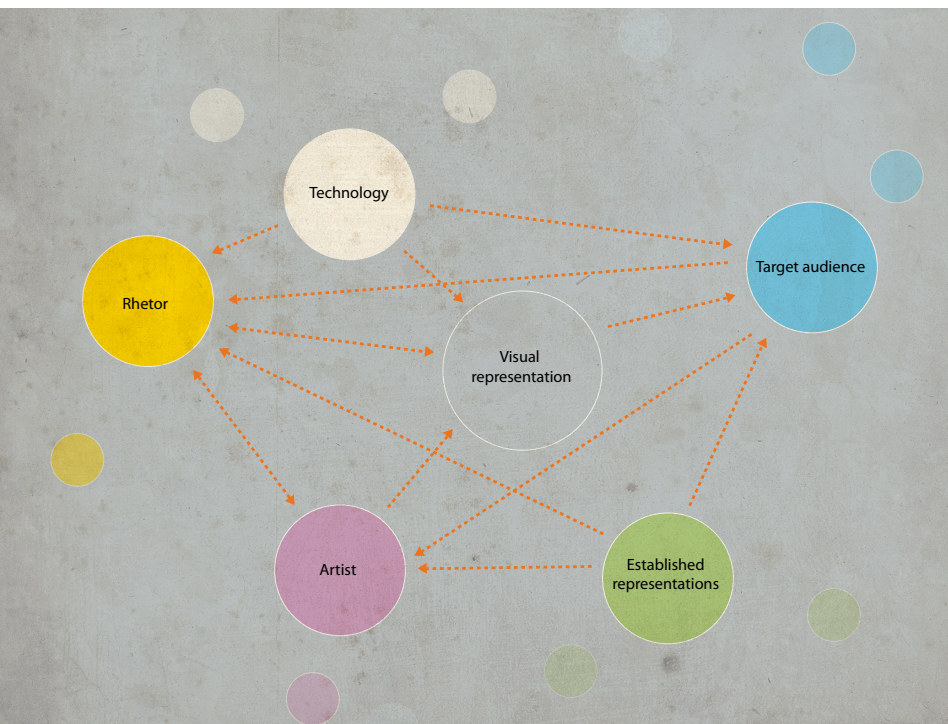 Technology
Target audience
Rhetor
Visual
representation
Artist
Established
representations